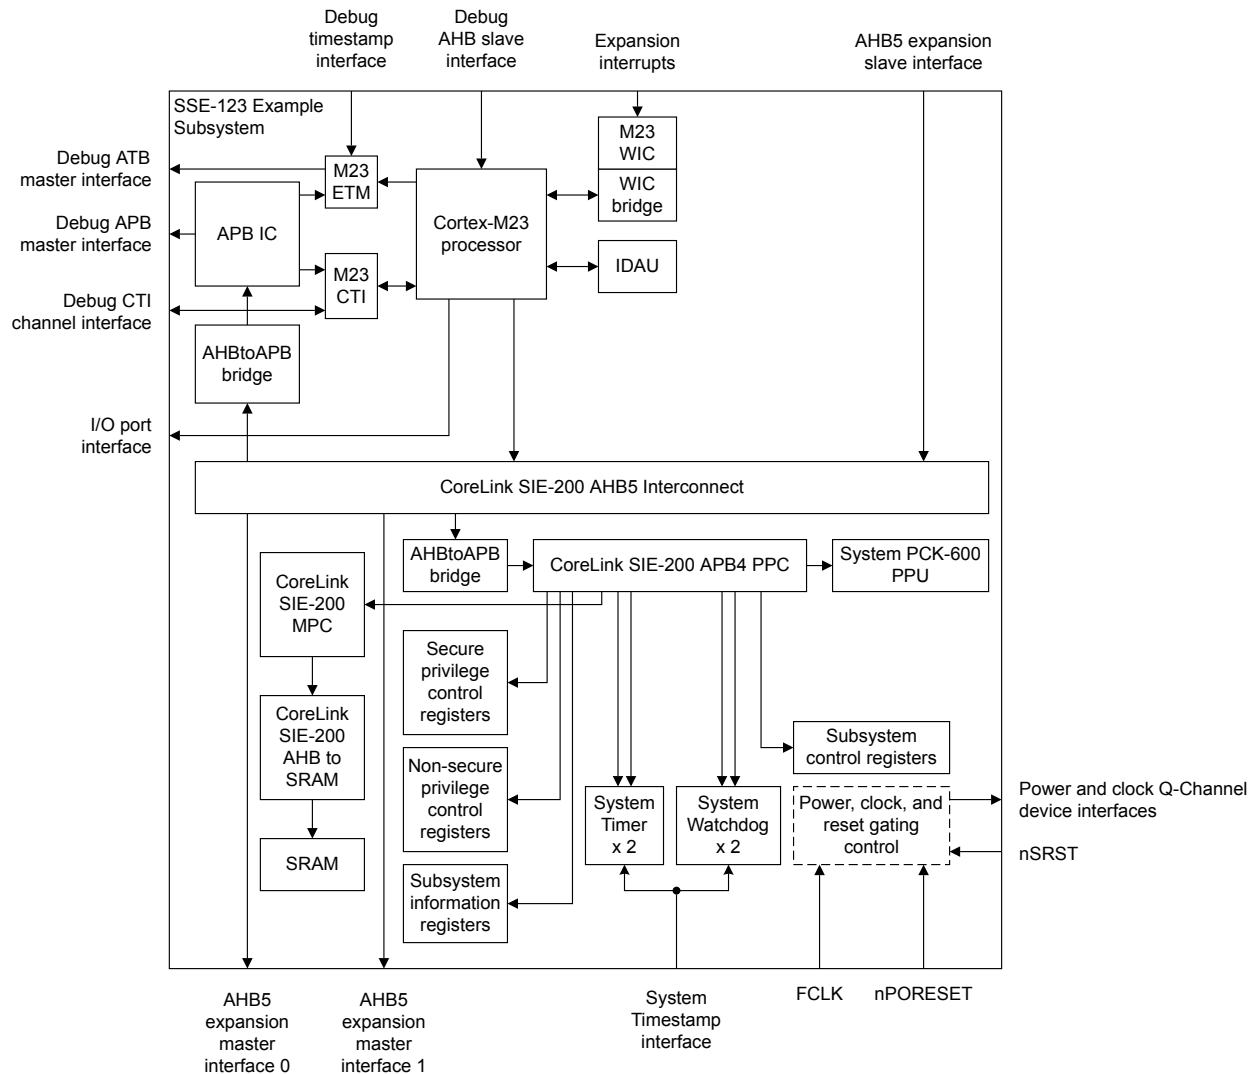 Debug
timestamp
interface
Debug
AHB slave
interface
Expansion
interrupts
AHB5 expansion
slave interface
SSE-123 Example
Subsystem
M23
WIC
WIC
bridge
Debug ATB
master interface
M23
ETM
Debug APB
master interface
APB IC
Cortex-M23
processor
IDAU
M23
CTI
Debug CTI
channel interface
AHBtoAPB
bridge
I/O port
interface
CoreLink SIE-200 AHB5 Interconnect
AHBtoAPB
bridge
CoreLink SIE-200 APB4 PPC
System PCK-600
PPU
CoreLink
SIE-200
MPC
Secure
privilege
control
registers
CoreLink
SIE-200
AHB to
SRAM
Subsystem
control registers
Non-secure
privilege
control
registers
System
Timer
x 2
System
Watchdog
x 2
Power, clock, and
reset gating
control
Power and clock Q-Channel
device interfaces
nSRST
SRAM
Subsystem
information
registers
AHB5
expansion
master
interface 0
AHB5
expansion
master
interface 1
System
Timestamp
interface
FCLK
nPORESET